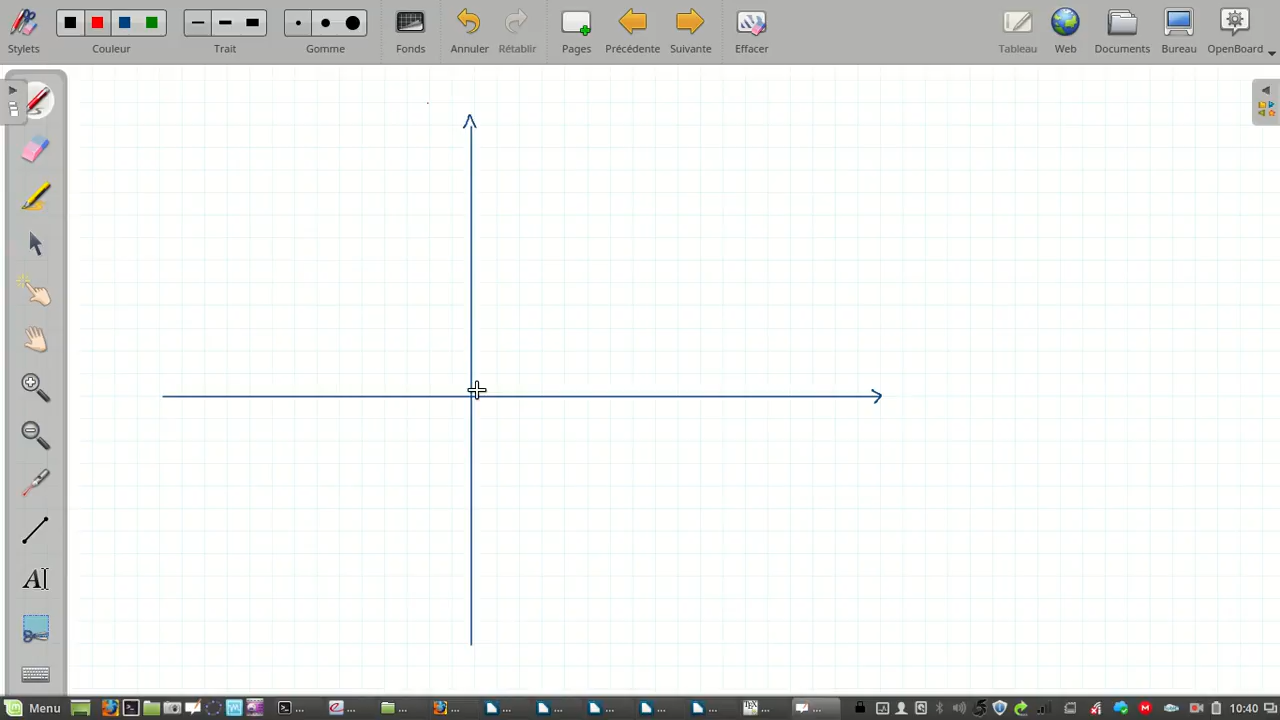 Stylets Couleur Trait Gomme Fonds Annuler Rétablir Pages Précédente Suivante Effacer Tableau Web Documents Bureau OpenBoard
A
Menu ... ... ... ... ... ... ... ... ... ... ... 10:40